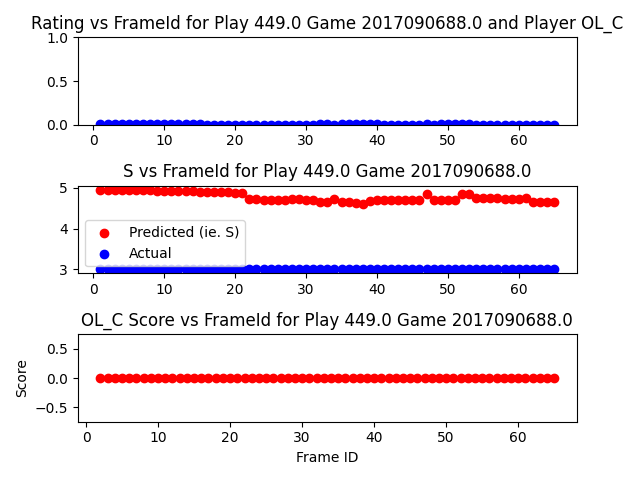 Rating vs FrameId for Play 449.0 Game 2017090688.0 and Player OL_C
1.0
0.5
0.0
0 10 20 30 40 50 60
S vs FrameId for Play 449.0 Game 2017090688.0
5
4
3
Predicted (ie. S)
Actual
0 10 20 30 40 50 60
OL_C Score vs FrameId for Play 449.0 Game 2017090688.0
Score
0.5
0.0
−0.5
0 10 20 30 40 50 60
Frame ID